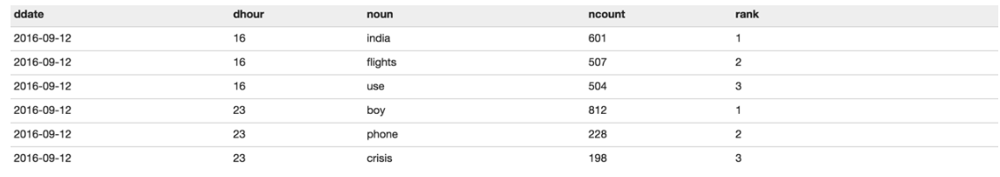 ddate dhour noun ncount rank
2016-09-12 16 india 601 1
2016-09-12 16 flights 507 2
2016-09-12 16 use 504 3
2016-09-12 23 boy 812 1
2016-09-12 23 phone 228 2
2016-09-12 23 crisis 198 3